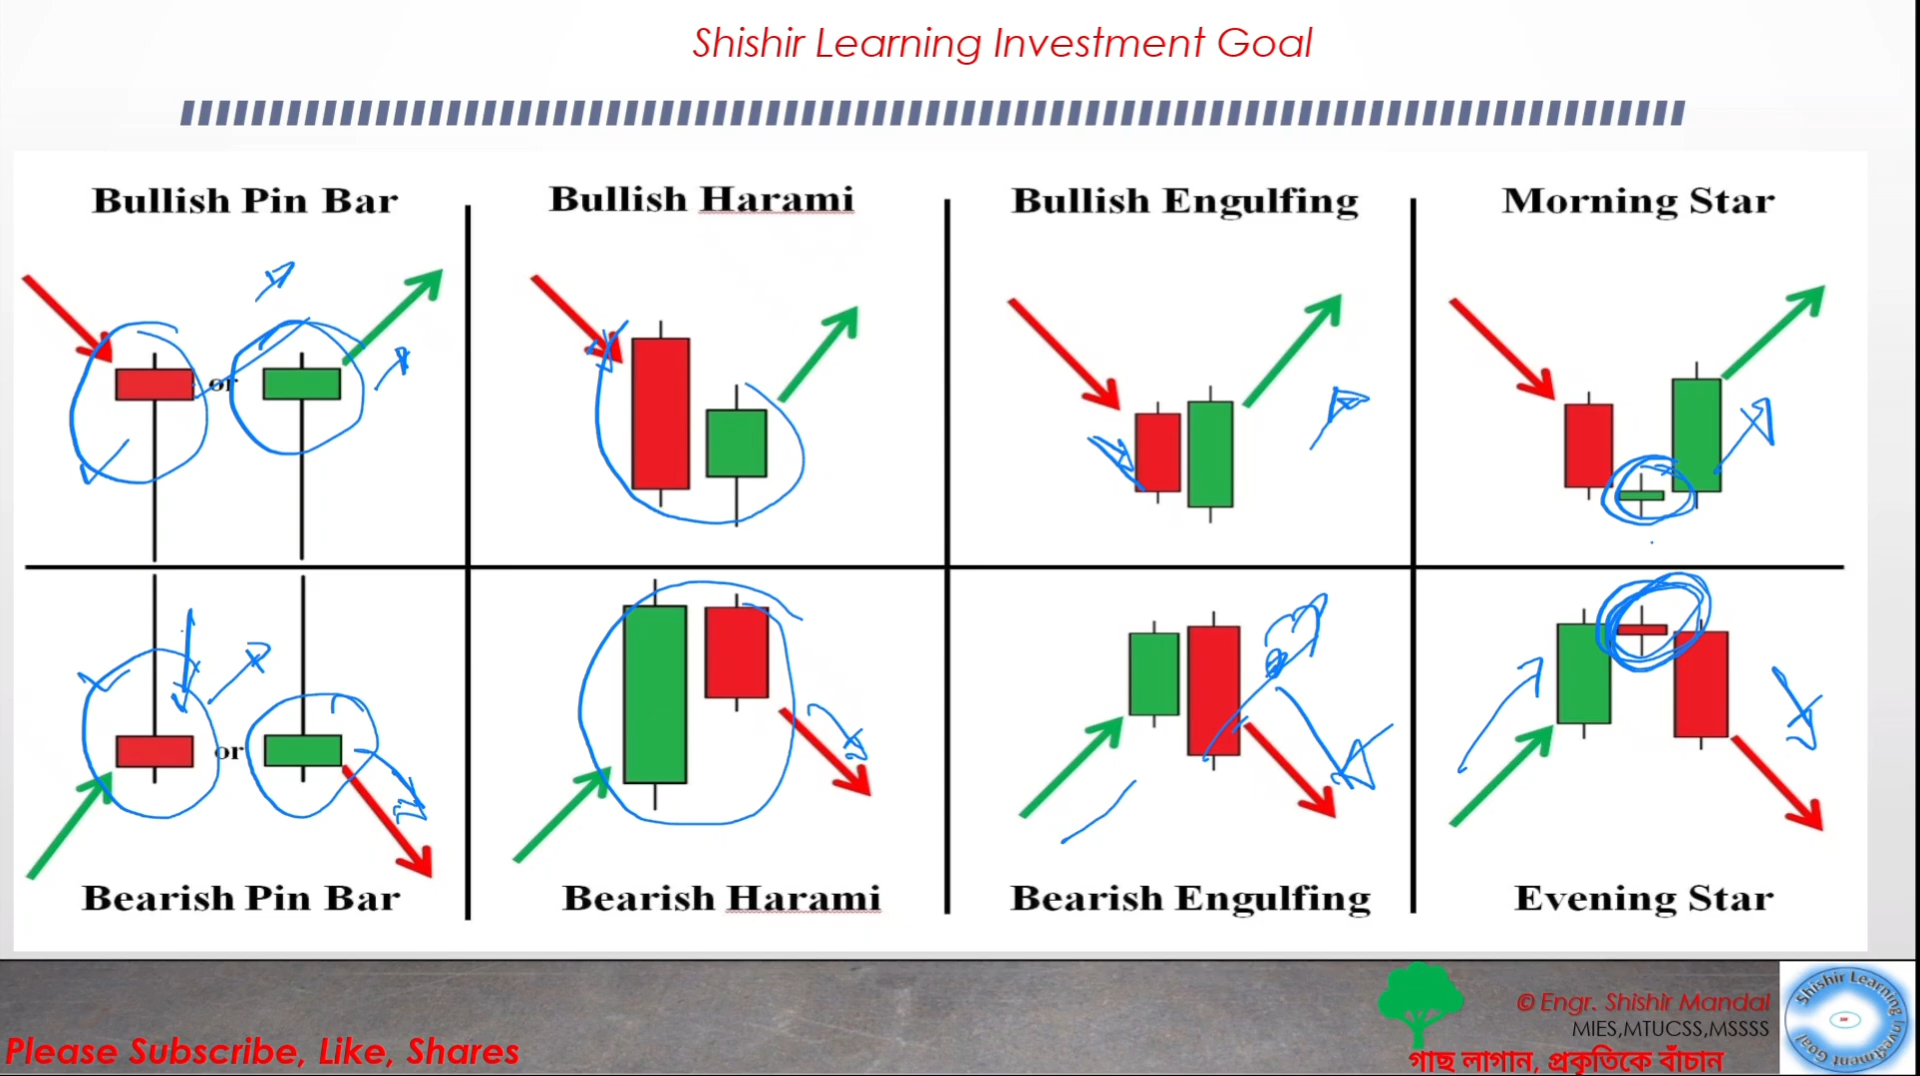 Shishir Learning Investment Goal
Bullish Pin Bar
Bullish Harami
Bullish Engulfing
Morning Star
or
or
Bearish Pin Bar
Bearish Harami
Bearish Engulfing
Evening Star
© Engr. Shishir Mandal
MIES,MTUCSS,MSSSS
Please Subscribe, Like, Shares
গাছ লাগান, প্রকৃতিকে বাঁচান
Shishir Learning Investment Goal